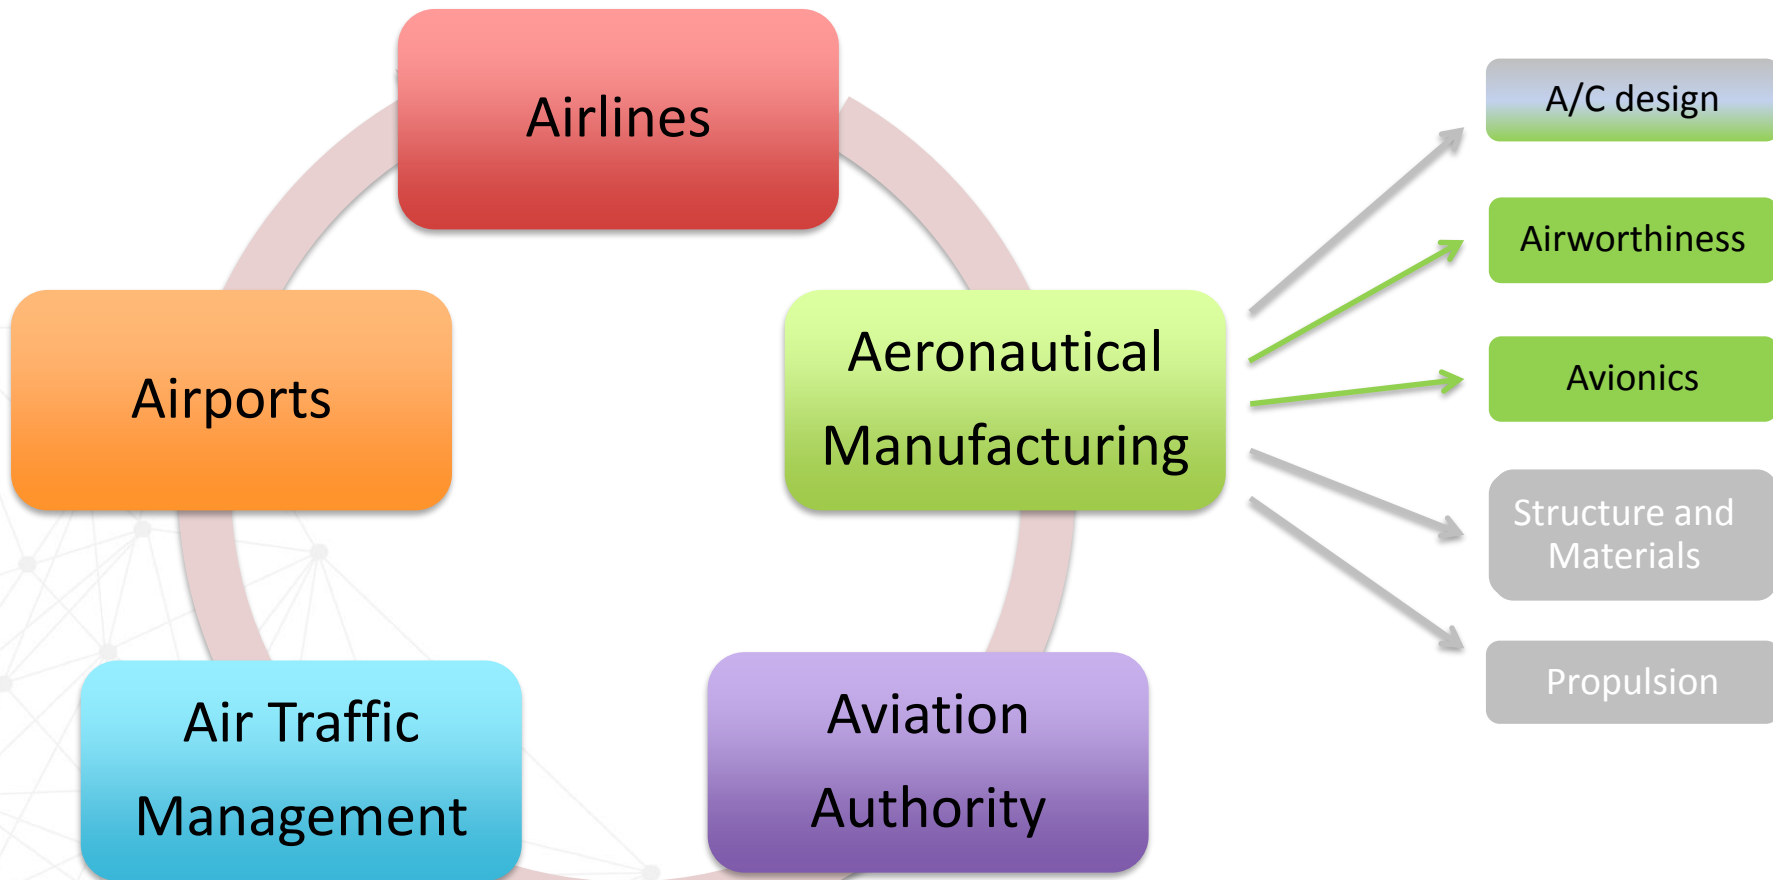 Airlines
Airports
Aeronautical
Manufacturing
Air Traffic
Management
Aviation
Authority
A/C design
Airworthiness
Avionics
Structure and
Materials
Propulsion